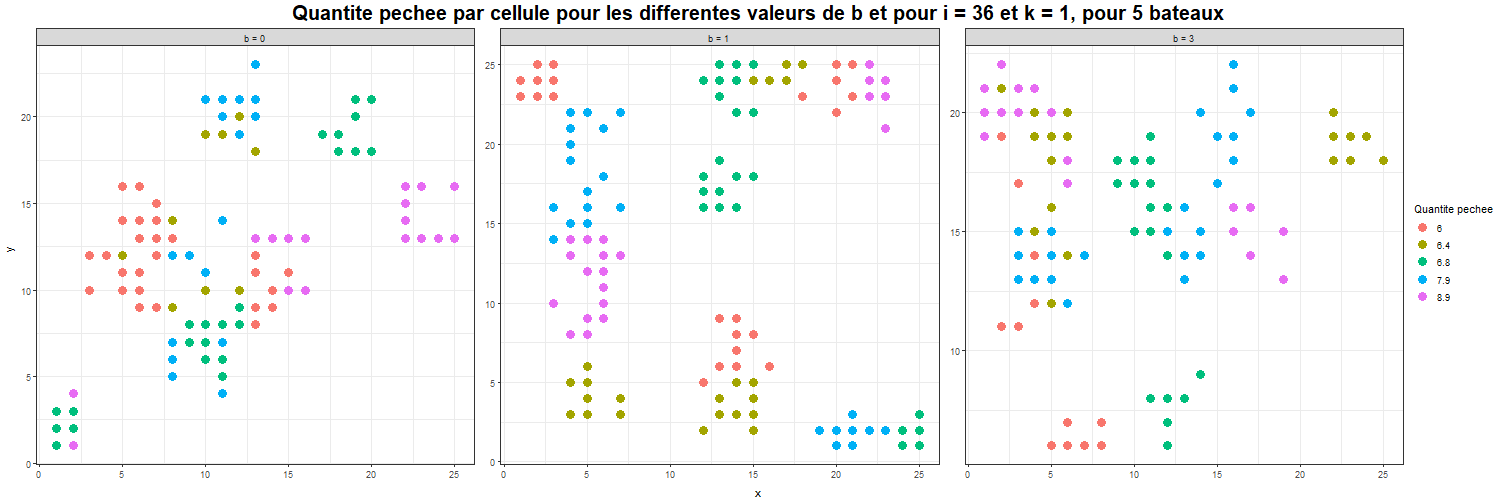 Quantite pechee par cellule pour les differentes valeurs de b et pour i = 36 et k = 1, pour 5 bateaux
b = 0
b = 1
b = 3
y
20
15
10
5
0
25
20
15
10
5
0
20
15
10
0 5 10 15 20 25
0 5 10 15 20 25
0 5 10 15 20 25
x
Quantite pechee
6
6.4
6.8
7.9
8.9